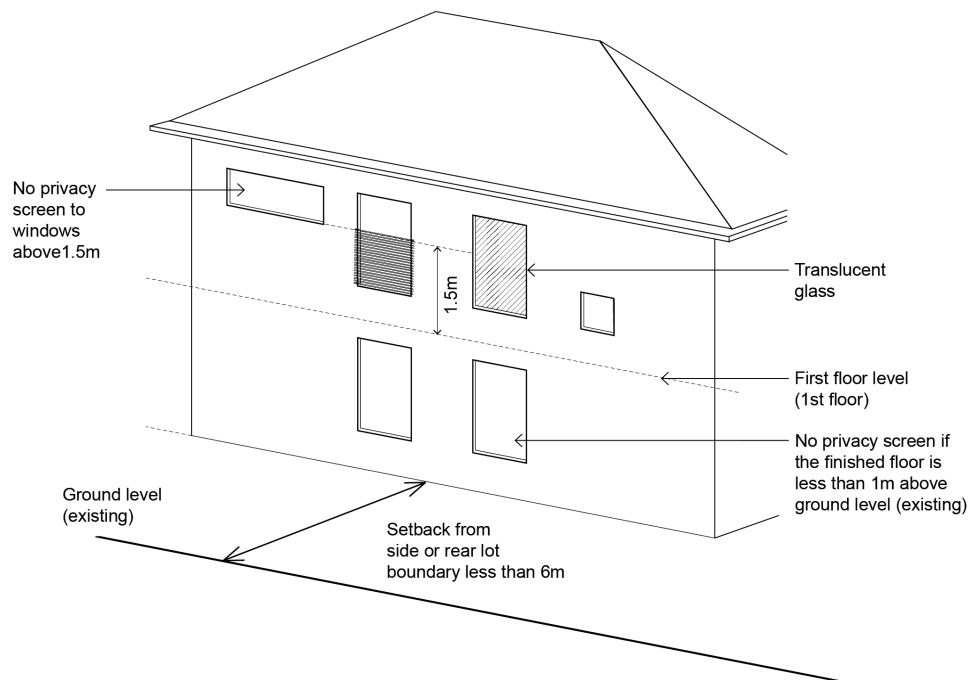 No privacy
screen to
windows
above1.5m
1.5m
Translucent
glass
First floor level
(1st floor)
No privacy screen if
the finished floor is
less than 1m above
ground level (existing)
Ground level
(existing)
Setback from
side or rear lot
boundary less than 6m